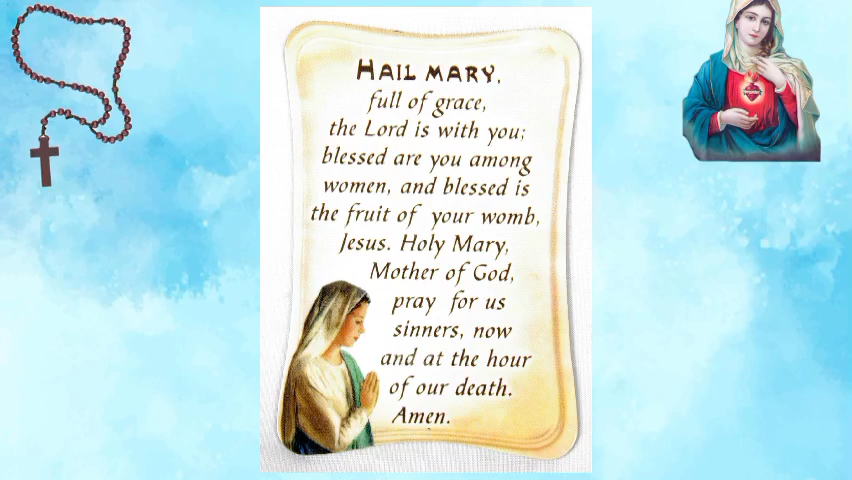 HAIL MARY,
full of grace,
the Lord is with you;
blessed are you among
women, and blessed is
the fruit of your womb,
Jesus. Holy Mary,
Mother of God,
pray for us
sinners, now
and at the hour
of our death.
Amen.